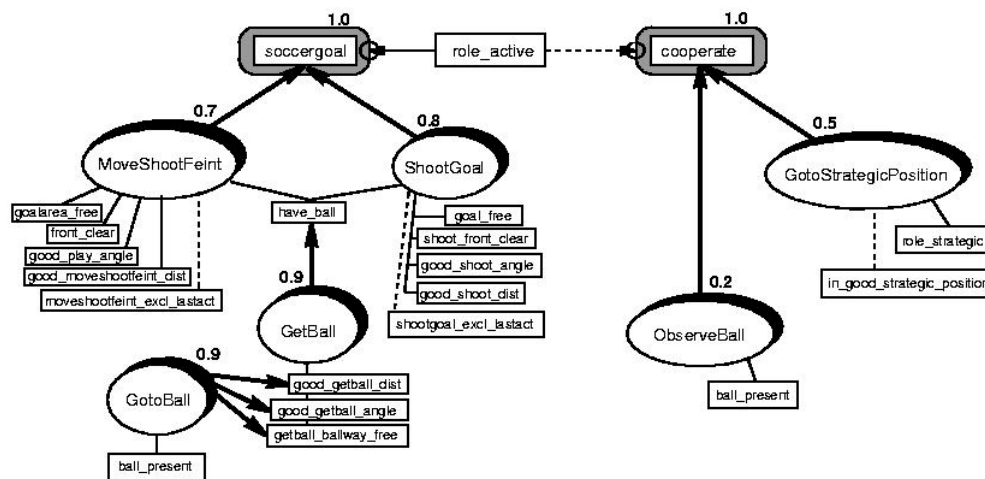 1.0
1.0
soccergoal
role_active
cooperate
0.7
0.8
0.5
MoveShootFeint
ShootGoal
GotoStrategicPosition
goalarea_free
have_ball
goal_free
front_clear
shoot_front_clear
role_strategic
good_play_angle
good_shoot_angle
good_moveshootfeint_dist
in_good_strategic_position
moveshootfeint_excl_lastact
good_shoot_dist
0.9
0.2
shootgoal_excl_lastact
GetBall
ObserveBall
0.9
good_getball_dist
ball_present
GotoBall
good_getball_angle
getball_ballway_free
ball_present